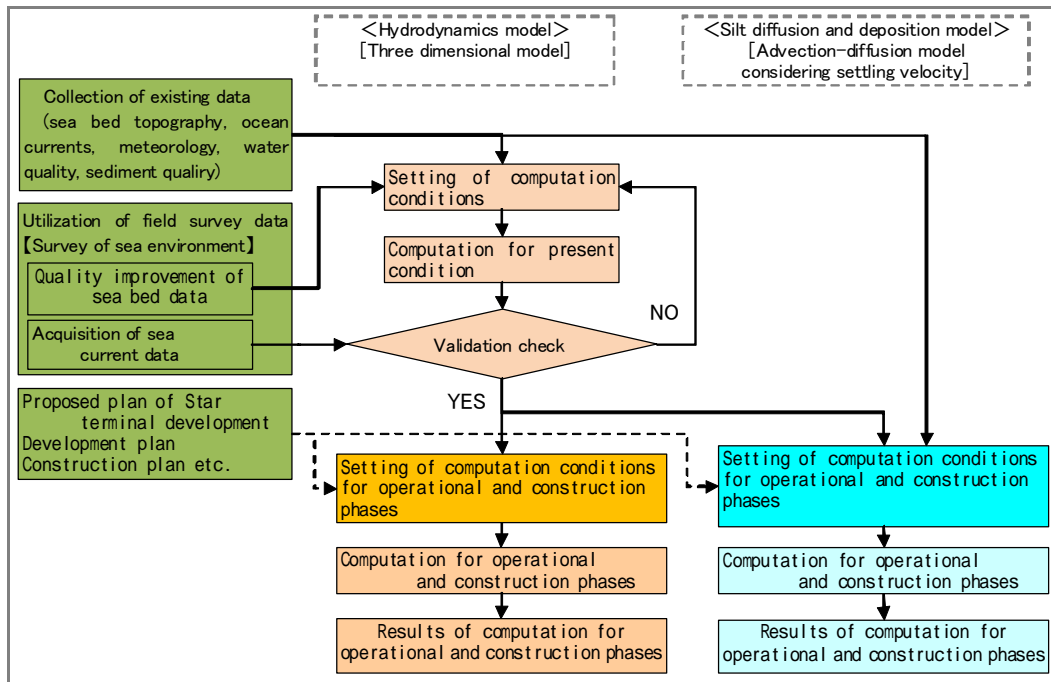 <Hydrodynamics model>
[Three dimensional model]
<Silt diffusion and deposition model>
[Advection-diffusion model
considering settling velocity]
Collection of existing data
(sea bed topography, ocean
currents, meteorology, water
quality, sediment qualiry)
Utilization of field survey data
【Survey of sea environment】
Quality improvement of
sea bed data
Acquisition of sea
current data
Proposed plan of Star
terminal development
Development plan
Construction plan etc.
Setting of computation
conditions
Computation for present
condition
Validation check
NO
YES
Setting of computation conditions
for operational and construction
phases
Computation for operational
and construction phases
Results of computation for
operational and construction phases
Setting of computation conditions
for operational and construction
phases
Computation for operational
and construction phases
Results of computation for
operational and construction phases